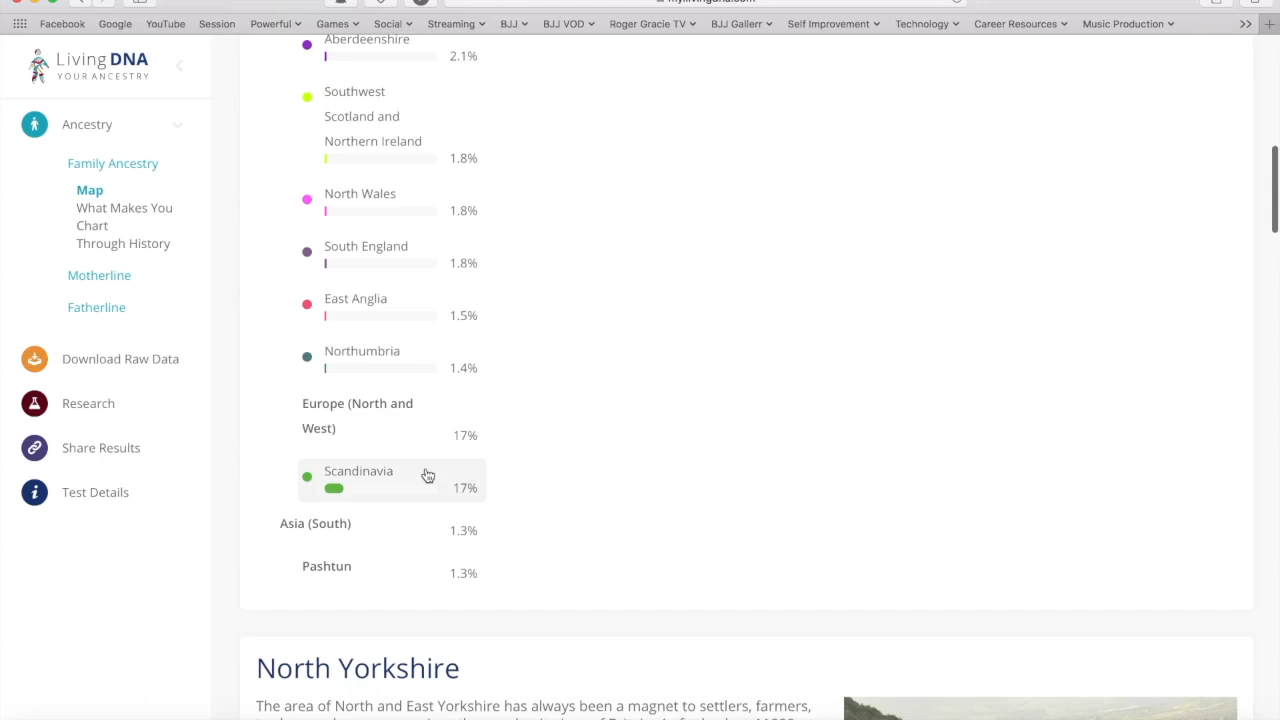 Facebook Google YouTube Session Powerful Games Social Streaming BJJ BJJ VOD Roger Gracie TV BJJ Gallerr Self Improvement Technology Career Resources Music Production
Living DNA
YOUR ANCESTRY
Ancestry
Family Ancestry
Map
What Makes You
Chart
Through History
Motherline
Fatherline
Download Raw Data
Research
Share Results
Test Details
Aberdeenshire
2.1%
Southwest
Scotland and
Northern Ireland
1.8%
North Wales
1.8%
South England
1.8%
East Anglia
1.5%
Northumbria
1.4%
Europe (North and
West)
17%
Scandinavia
17%
Asia (South)
1.3%
Pashtun
1.3%
North Yorkshire
The area of North and East Yorkshire has always been a magnet to settlers, farmers,